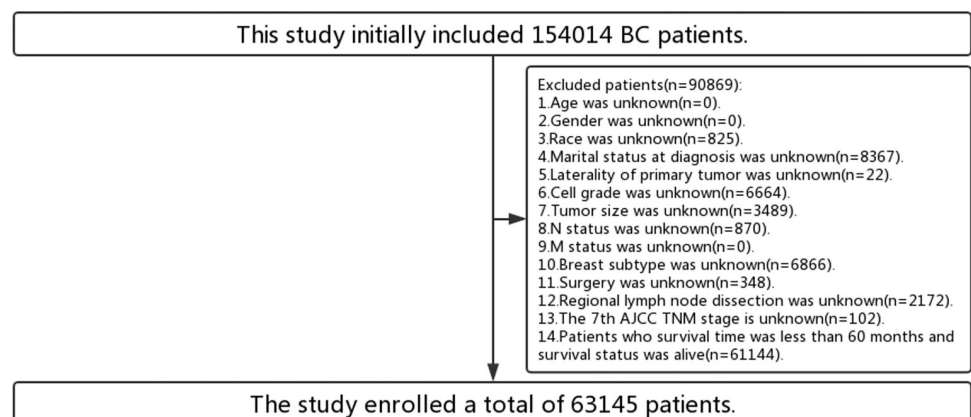 This study initially included 154014 BC patients.
Excluded patients(n=90869):
1.Age was unknown(n=0).
2.Gender was unknown(n=0).
3.Race was unknown(n=825).
4.Marital status at diagnosis was unknown(n=8367).
5.Laterality of primary tumor was unknown(n=22).
6.Cell grade was unknown(n=6664).
7.Tumor size was unknown(n=3489).
8.N status was unknown(n=870).
9.M status was unknown(n=0).
10.Breast subtype was unknown(n=6866).
11.Surgery was unknown(n=348).
12.Regional lymph node dissection was unknown(n=2172).
13.The 7th AJCC TNM stage is unknown(n=102).
14.Patients who survival time was less than 60 months and
survival status was alive(n=61144).
The study enrolled a total of 63145 patients.